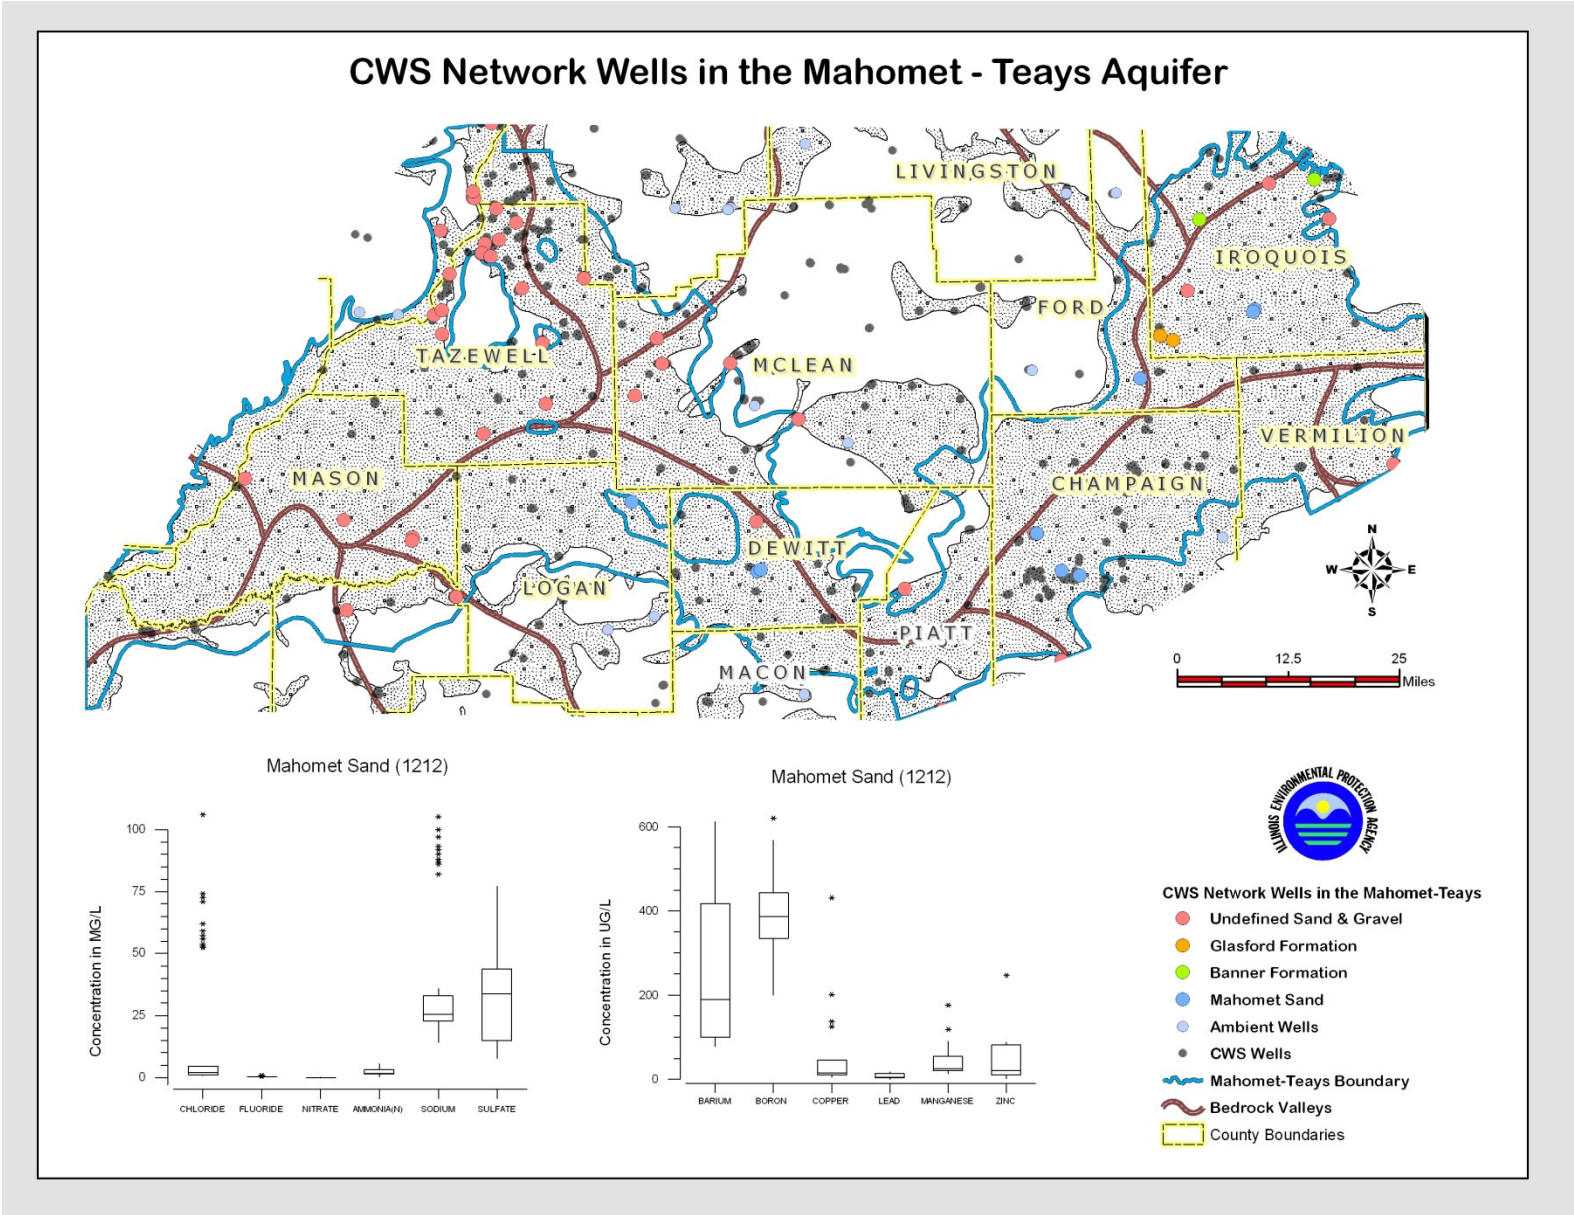 CWS Network Wells in the Mahomet - Teays Aquifer
LIVINGSTON
IROQUOIS
FORD
TAZEWELL
MCLEAN
VERMILION
MASON
CHAMPAIGN
DEWITT
LOGAN
PIATT
MACON
N
W E
S
0 12.5 25
Miles
Mahomet Sand (1212)
Concentration in MG/L
100
75
50
25
0
CHLORIDE FLUORIDE NITRATE AMMONIA(N) SODIUM SULFATE
Mahomet Sand (1212)
Concentration in UG/L
600
400
200
0
BARIUM BORON COPPER LEAD MANGANESE ZINC
ILLINOIS ENVIRONMENTAL PROTECTION AGENCY
CWS Network Wells in the Mahomet-Teays
Undefined Sand & Gravel
Glasford Formation
Banner Formation
Mahomet Sand
Ambient Wells
CWS Wells
Mahomet-Teays Boundary
Bedrock Valleys
County Boundaries